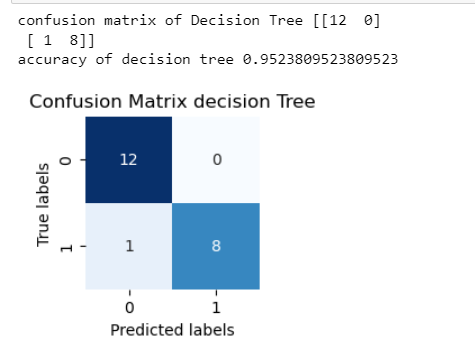 confusion matrix of Decision Tree [[12  0]
 [ 1  8]]
accuracy of decision tree 0.9523809523809523
Confusion Matrix decision Tree
True labels
0
12
0
1
1
8
0
1
Predicted labels